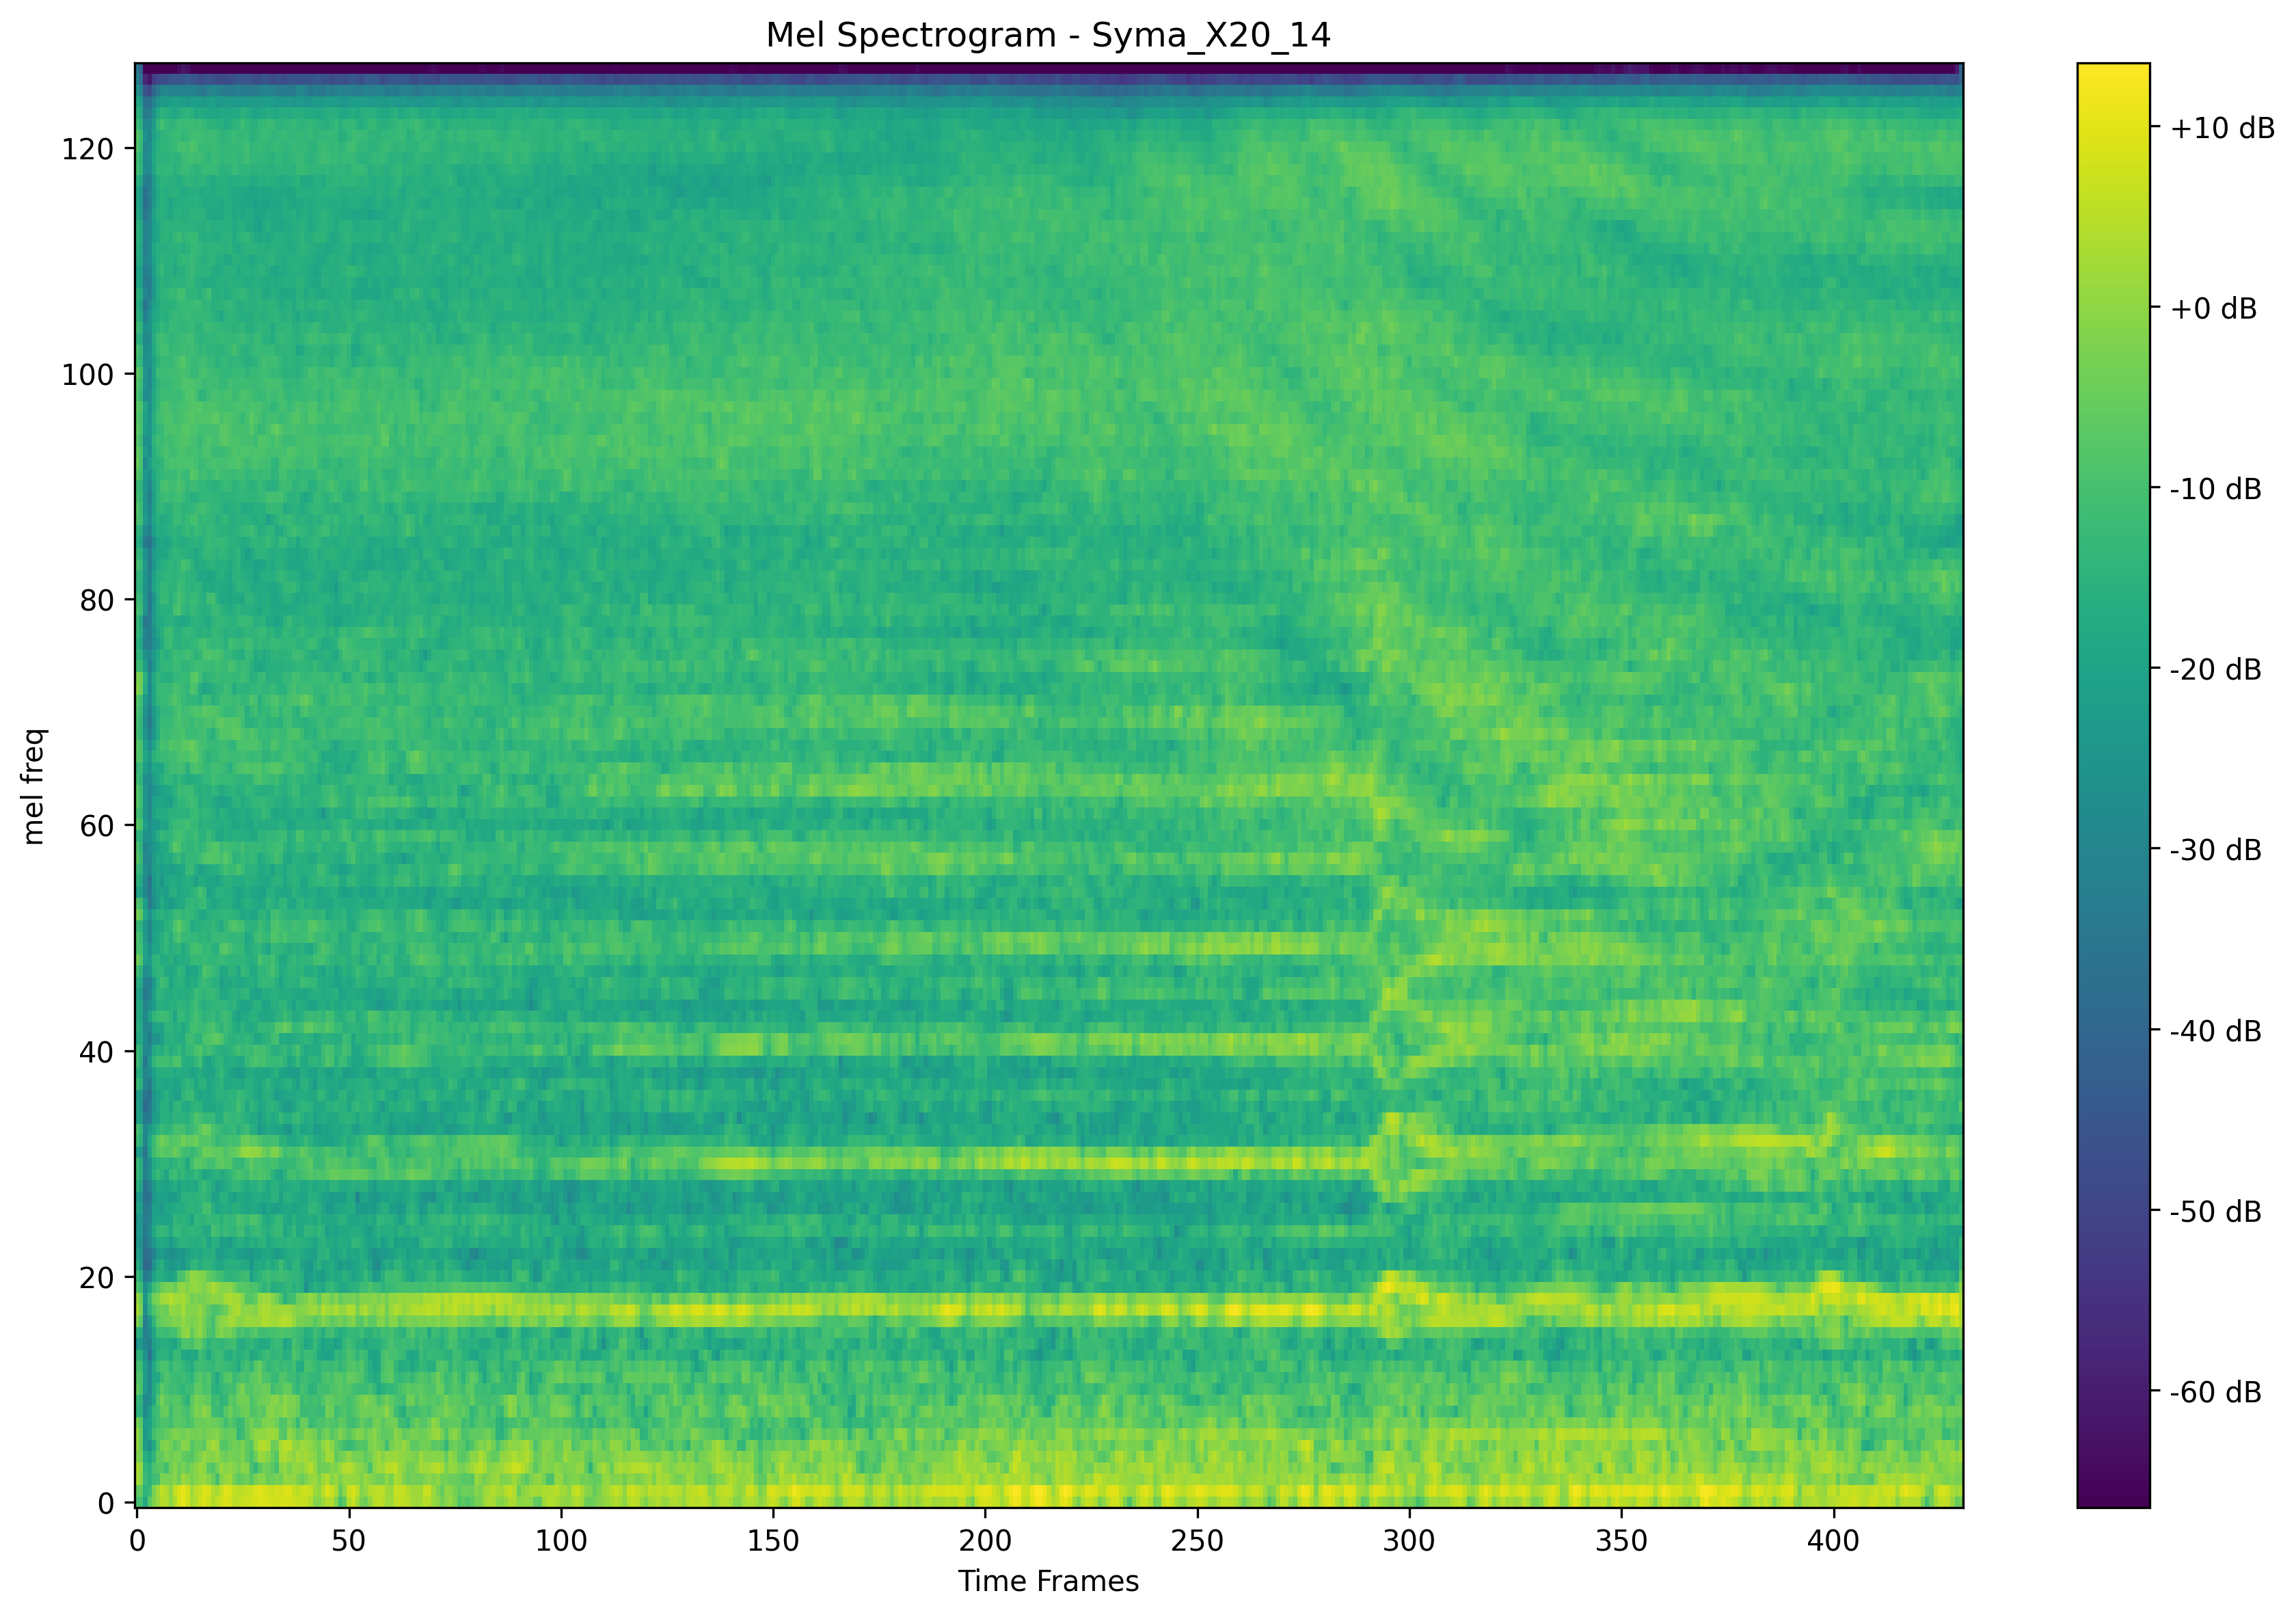 Mel Spectrogram - Syma_X20_14
mel freq
120
100
80
60
40
20
0
0 50 100 150 200 250 300 350 400
Time Frames
+10 dB
+0 dB
-10 dB
-20 dB
-30 dB
-40 dB
-50 dB
-60 dB